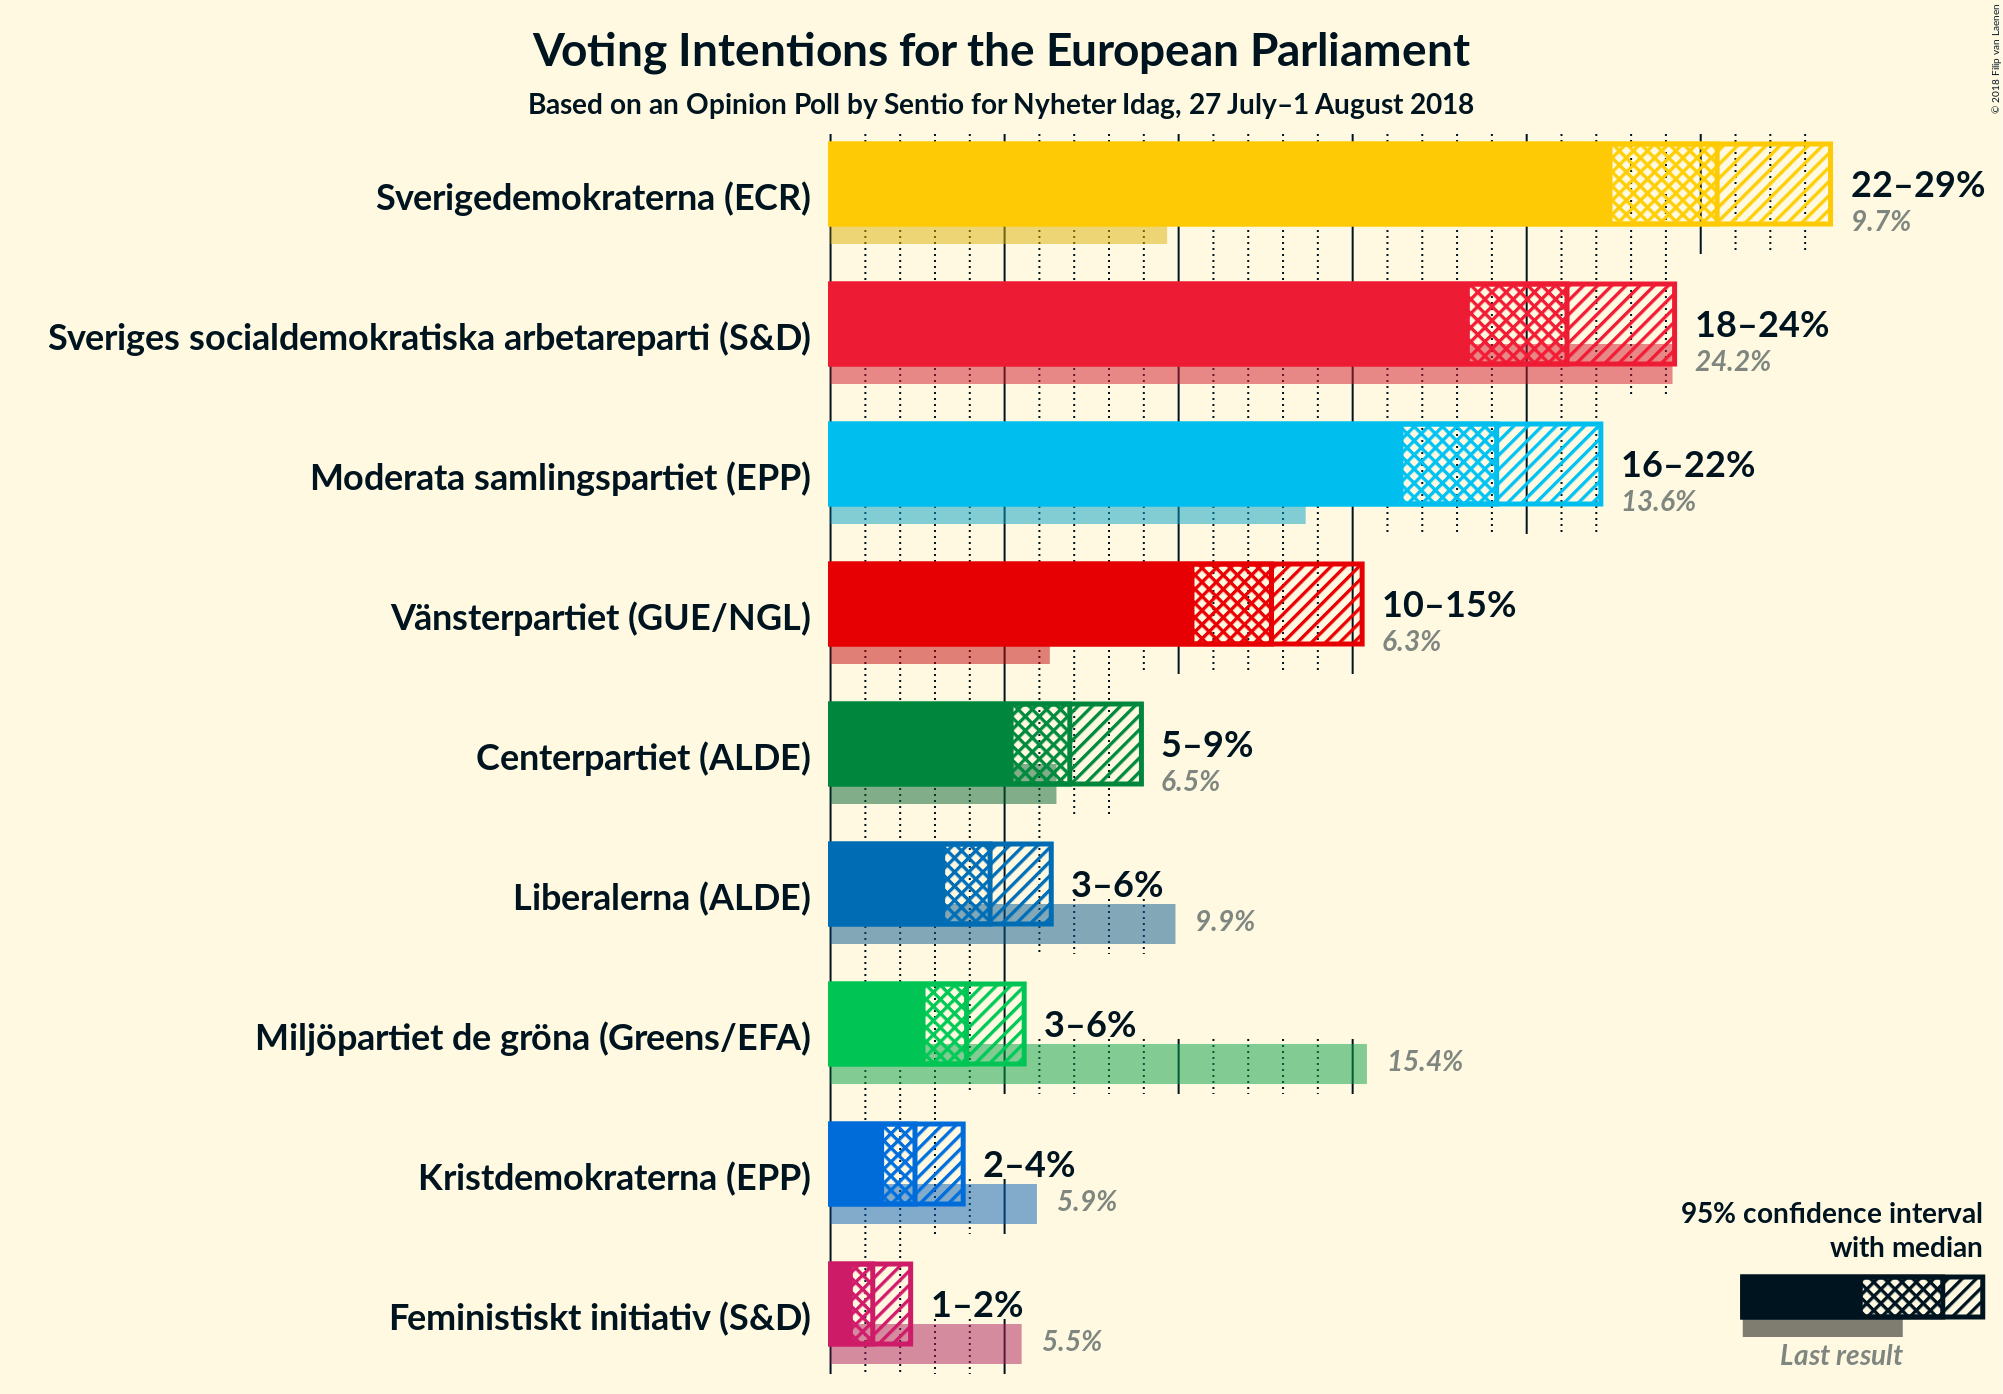 Voting Intentions for the European Parliament
Based on an Opinion Poll by Sentio for Nyheter Idag, 27 July–1 August 2018
© 2018 Filip van Laenen
Sverigedemokraterna (ECR)
22–29%
9.7%
Sveriges socialdemokratiska arbetareparti (S&D)
18–24%
24.2%
Moderata samlingspartiet (EPP)
16–22%
13.6%
Vänsterpartiet (GUE/NGL)
10–15%
6.3%
Centerpartiet (ALDE)
5–9%
6.5%
Liberalerna (ALDE)
3–6%
9.9%
Miljöpartiet de gröna (Greens/EFA)
3–6%
15.4%
Kristdemokraterna (EPP)
2–4%
5.9%
Feministiskt initiativ (S&D)
1–2%
5.5%
95% confidence interval
with median
Last result